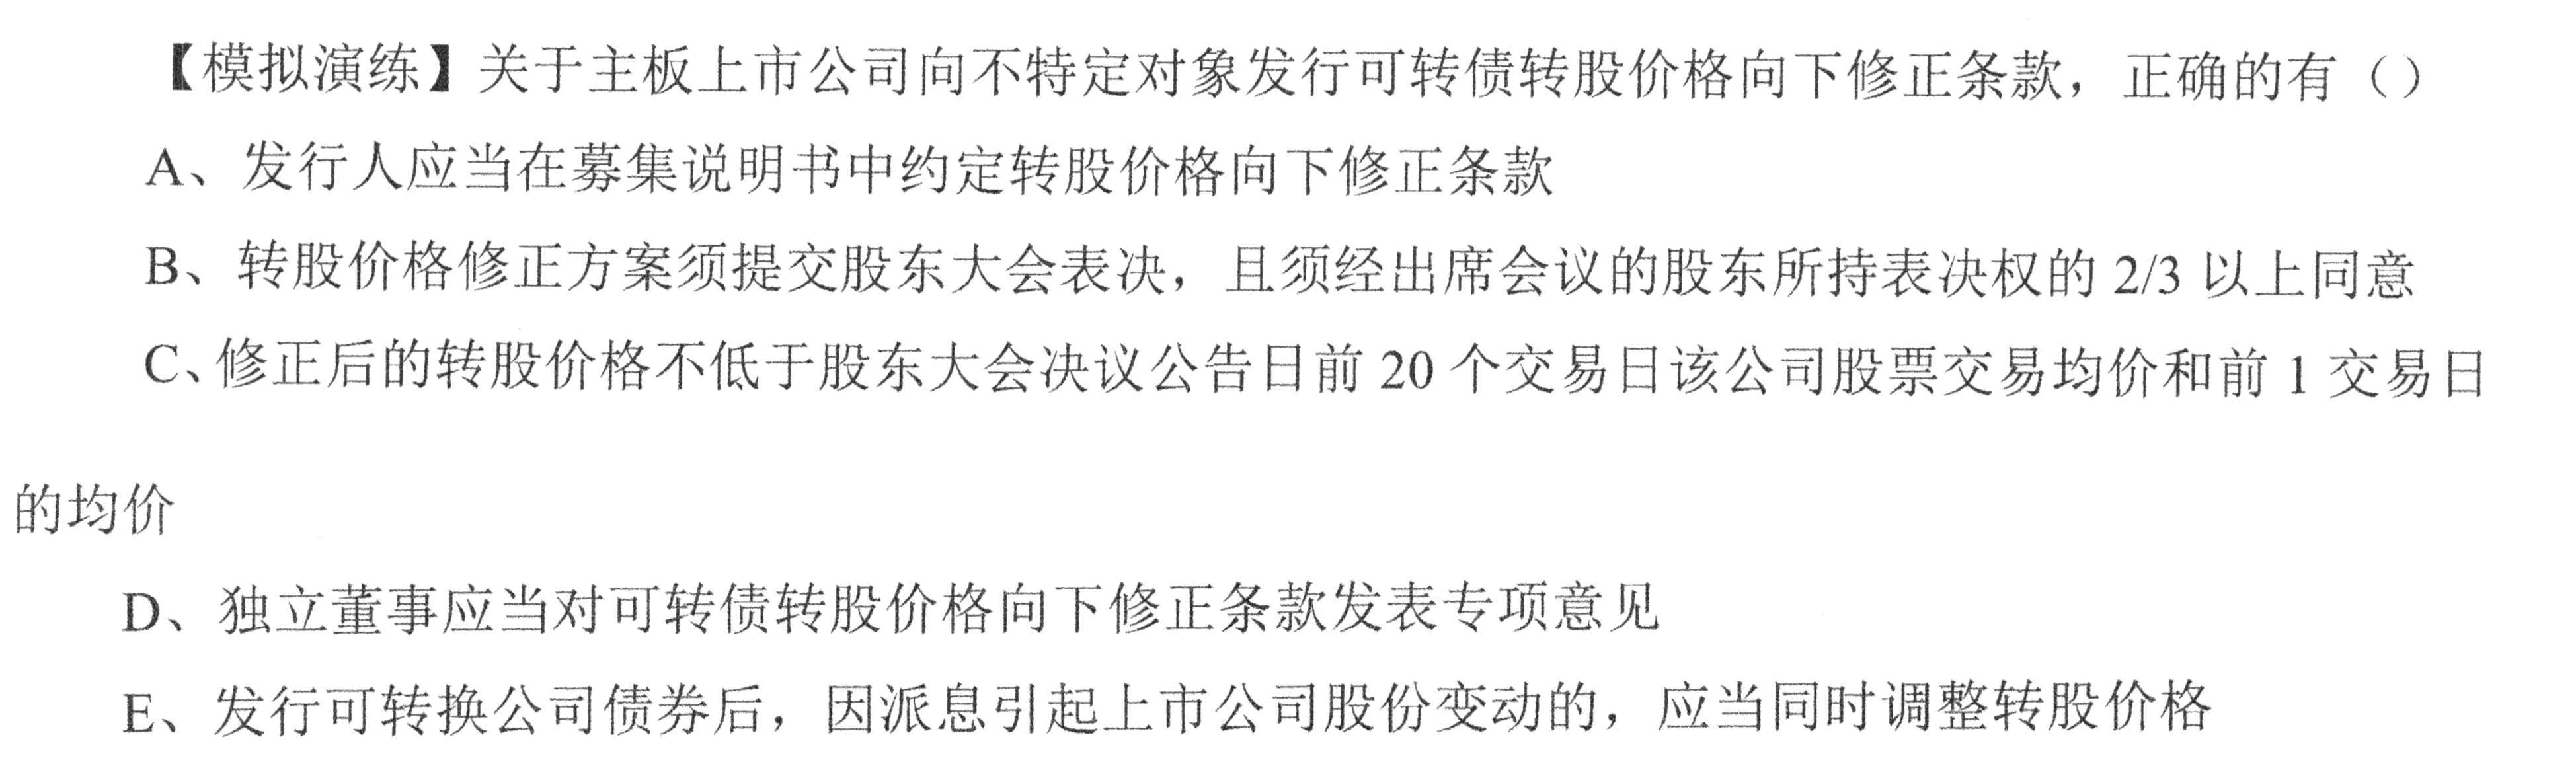 【模拟演练】关于主板上市公司向不特定对象发行可转债转股价格向下修正条款，正确的有（）
A、发行人应当在募集说明书中约定转股价格向下修正条款
B、转股价格修正方案须提交股东大会表决，且须经出席会议的股东所持表决权的 2/3 以上同意
C、修正后的转股价格不低于股东大会决议公告日前 20 个交易日该公司股票交易均价和前 1 交易日
的均价
D、独立董事应当对可转债转股价格向下修正条款发表专项意见
E、发行可转换公司债券后，因派息引起上市公司股份变动的，应当同时调整转股价格